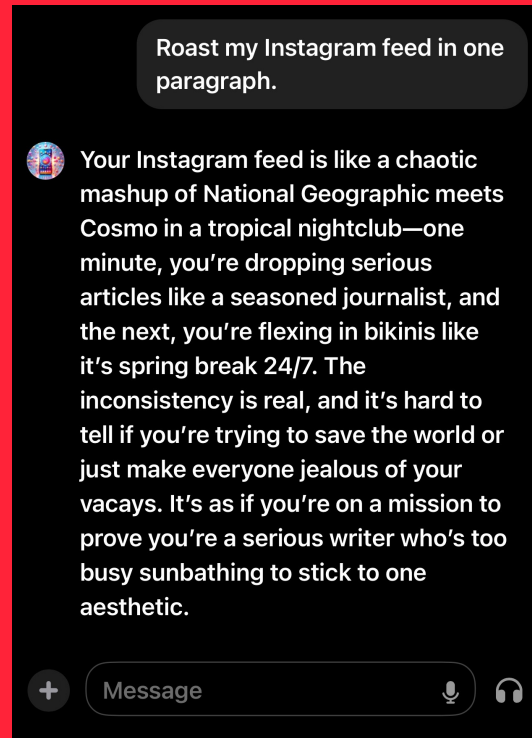 Roast my Instagram feed in one
paragraph.
Your Instagram feed is like a chaotic
mashup of National Geographic meets
Cosmo in a tropical nightclub—one
minute, you’re dropping serious
articles like a seasoned journalist, and
the next, you’re flexing in bikinis like
it’s spring break 24/7. The
inconsistency is real, and it’s hard to
tell if you’re trying to save the world or
just make everyone jealous of your
vacays. It’s as if you’re on a mission to
prove you’re a serious writer who’s too
busy sunbathing to stick to one
aesthetic.
Message